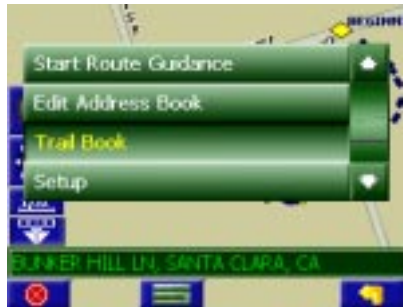 Start Route Guidance
Edit Address Book
Trail Book
Setup
BUNKER HILL LN, SANTA CLARA, CA